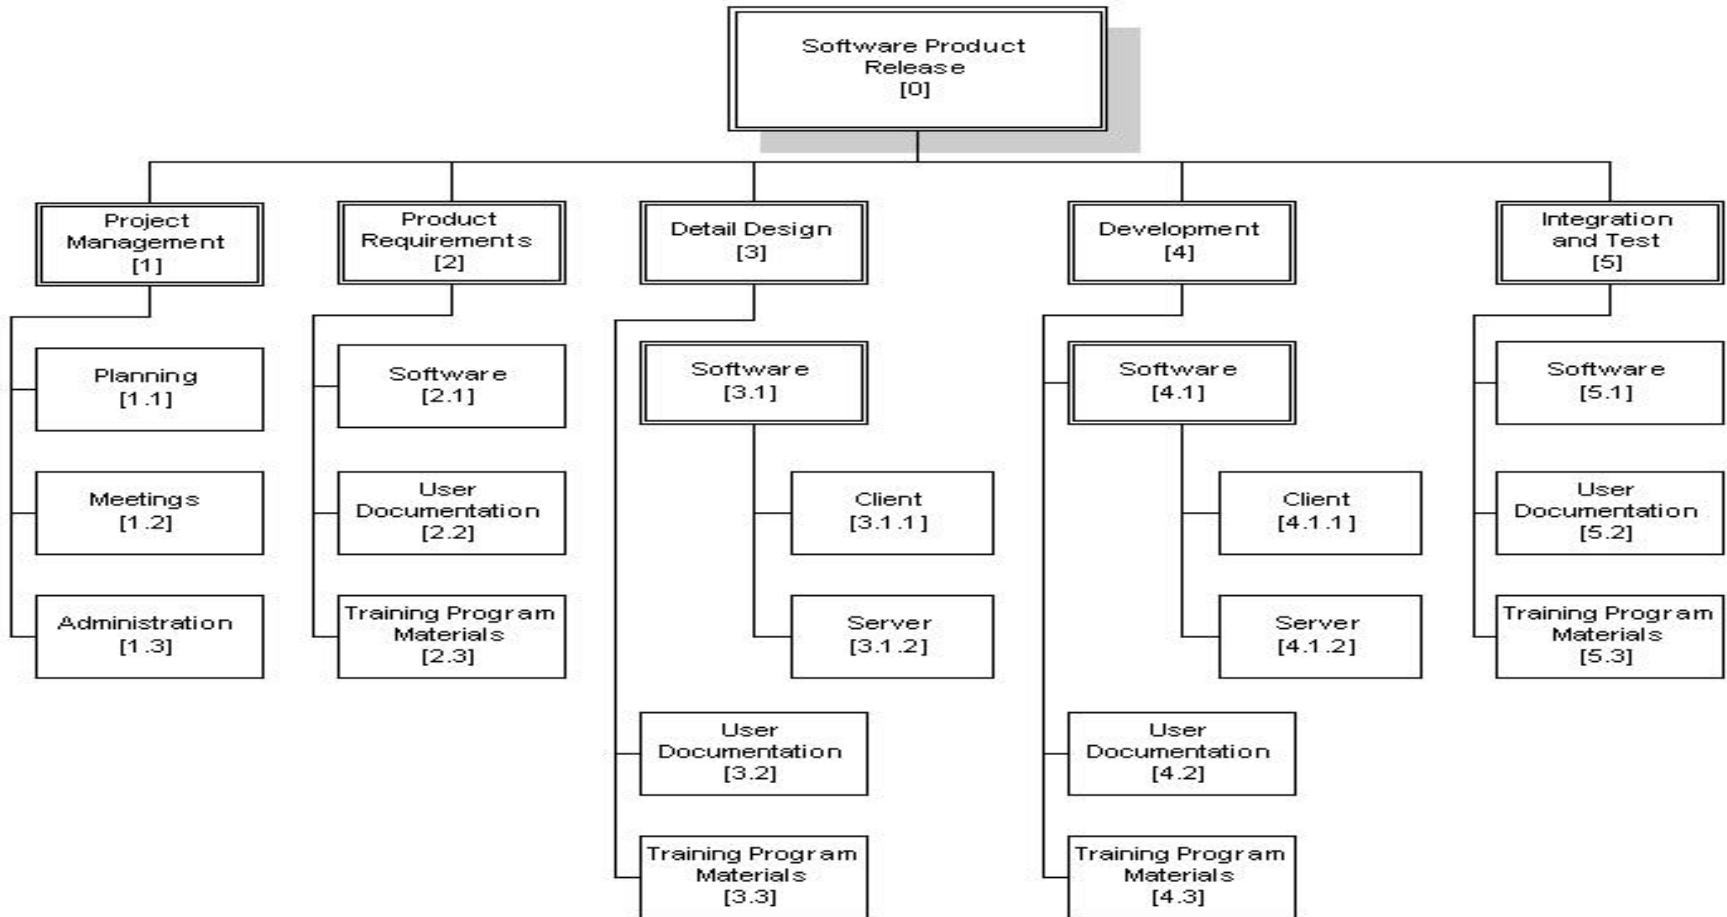 Software Product
Release
[0]
Project
Management
[1]
Product
Requirements
[2]
Detail Design
[3]
Development
[4]
Integration
and Test
[5]
Planning
[1.1]
Meetings
[1.2]
Administration
[1.3]
Software
[2.1]
User
Documentation
[2.2]
Training Program
Materials
[2.3]
Software
[3.1]
Client
[3.1.1]
Server
[3.1.2]
User
Documentation
[3.2]
Training Program
Materials
[3.3]
Software
[4.1]
Client
[4.1.1]
Server
[4.1.2]
User
Documentation
[4.2]
Training Program
Materials
[4.3]
Software
[5.1]
User
Documentation
[5.2]
Training Program
Materials
[5.3]